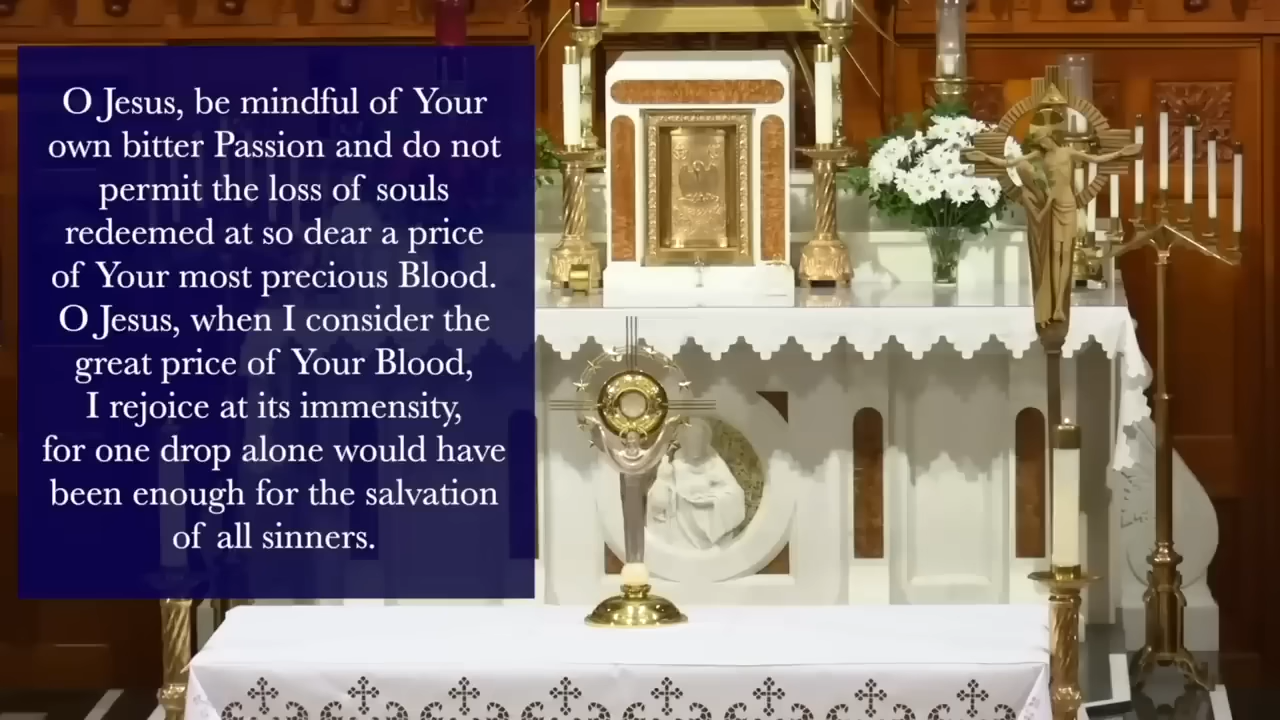 O Jesus, be mindful of Your
own bitter Passion and do not
permit the loss of souls
redeemed at so dear a price
of Your most precious Blood.
O Jesus, when I consider the
great price of Your Blood,
I rejoice at its immensity,
for one drop alone would have
been enough for the salvation
of all sinners.